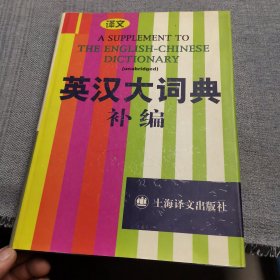 译文
A SUPPLEMENT TO
THE ENGLISH-CHINESE
DICTIONARY
(unabridged)
英汉大词典
补编
上海译文出版社